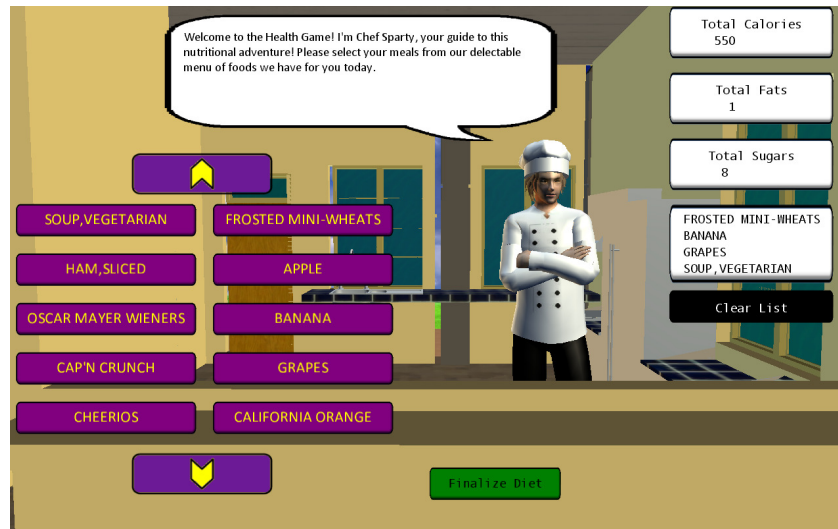 Welcome to the Health Game! I'm Chef Sparty, your guide to this
nutritional adventure! Please select your meals from our delectable
menu of foods we have for you today.
Total Calories
550
Total Fats
1
Total Sugars
8
SOUP,VEGETARIAN
FROSTED MINI-WHEATS
HAM,SLICED
APPLE
OSCAR MAYER WIENERS
BANANA
CAP'N CRUNCH
GRAPES
CHEERIOS
CALIFORNIA ORANGE
FROSTED MINI-WHEATS
BANANA
GRAPES
SOUP,VEGETARIAN
Clear List
Finalize Diet